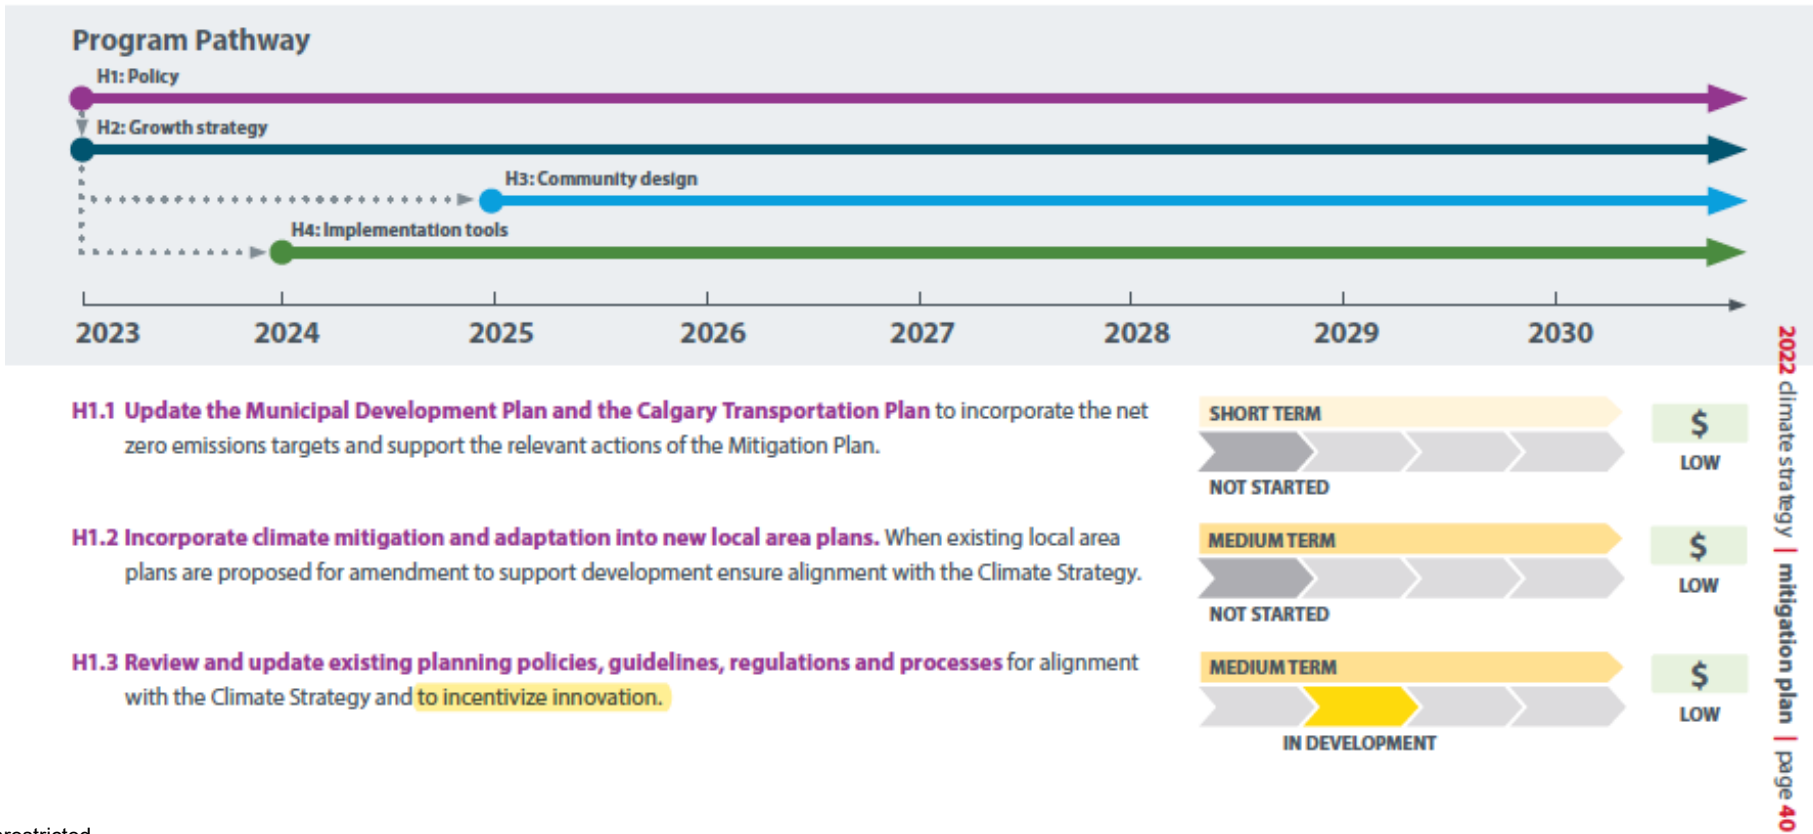 Program Pathway
H1: Policy
H2: Growth strategy
H3: Community design
H4: Implementation tools
2023 2024 2025 2026 2027 2028 2029 2030
H1.1 Update the Municipal Development Plan and the Calgary Transportation Plan to incorporate the net
zero emissions targets and support the relevant actions of the Mitigation Plan.
SHORT TERM
NOT STARTED
$
LOW
H1.2 Incorporate climate mitigation and adaptation into new local area plans. When existing local area
plans are proposed for amendment to support development ensure alignment with the Climate Strategy.
MEDIUM TERM
NOT STARTED
$
LOW
H1.3 Review and update existing planning policies, guidelines, regulations and processes for alignment
with the Climate Strategy and to incentivize innovation.
MEDIUM TERM
IN DEVELOPMENT
$
LOW
2022 climate strategy | mitigation plan | page 40